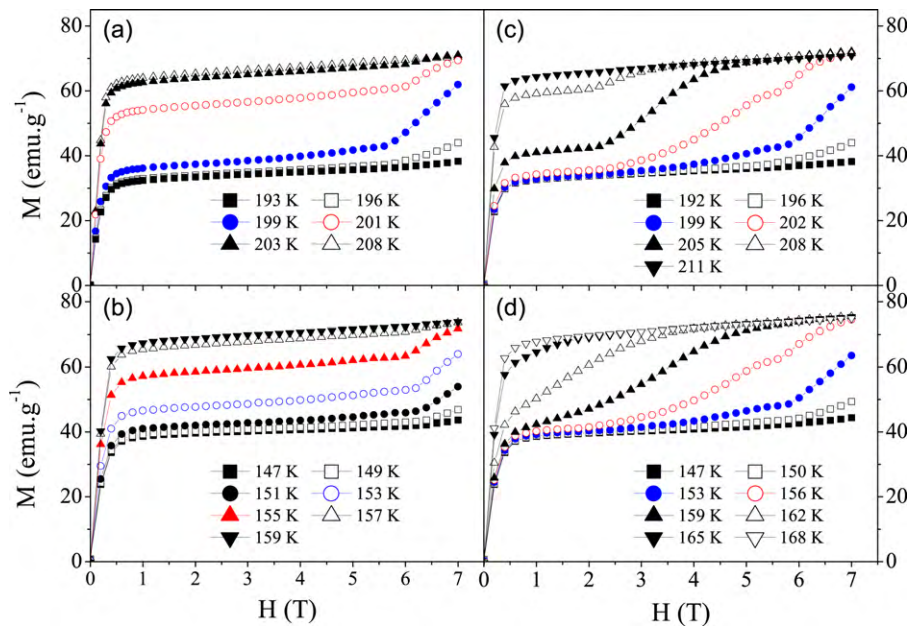 (a)
80
60
40
20
0
M (emu.g⁻¹)
193 K 196 K
199 K 201 K
203 K 208 K
(c)
80
60
40
20
0
192 K 196 K
199 K 202 K
205 K 208 K
211 K
(b)
80
60
40
20
0
M (emu.g⁻¹)
147 K 149 K
151 K 153 K
155 K 157 K
159 K
0 1 2 3 4 5 6 7
H (T)
(d)
80
60
40
20
0
147 K 150 K
153 K 156 K
159 K 162 K
165 K 168 K
0 1 2 3 4 5 6 7
H (T)